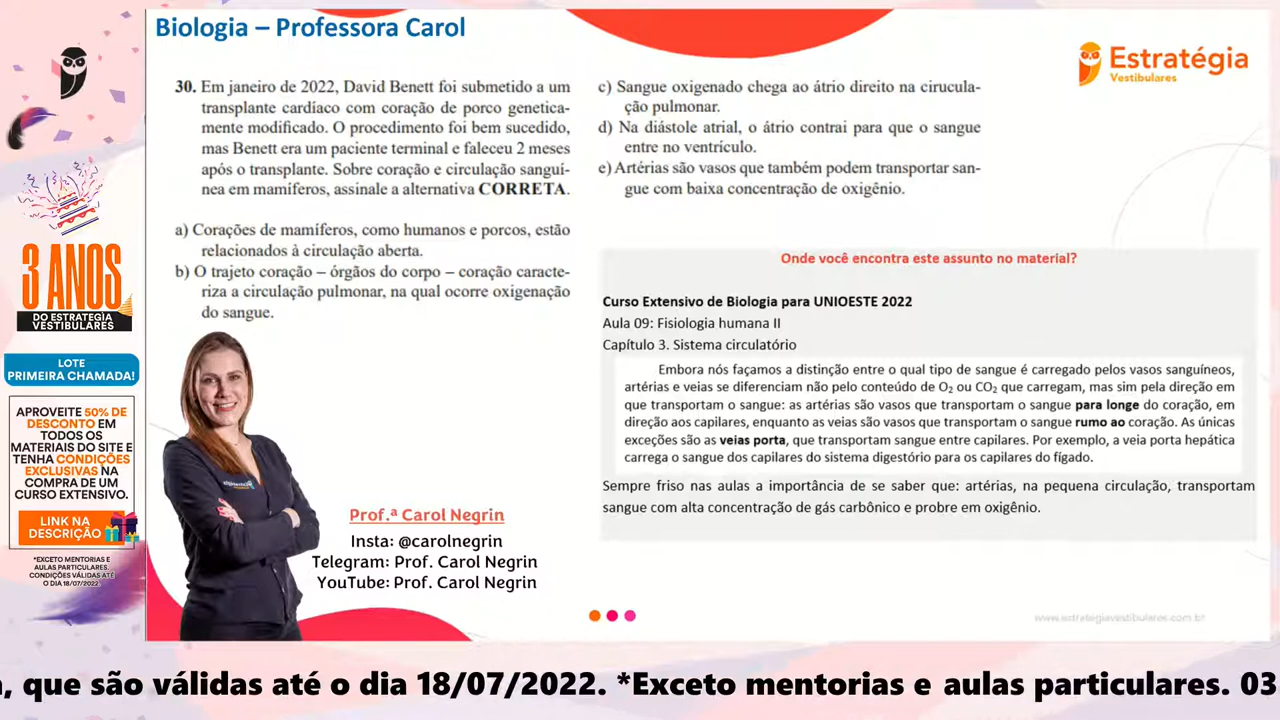 Biologia – Professora Carol
Estratégia
Vestibulares
30. Em janeiro de 2022, David Benett foi submetido a um
transplante cardíaco com coração de porco genetica-
mente modificado. O procedimento foi bem sucedido,
mas Benett era um paciente terminal e faleceu 2 meses
após o transplante. Sobre coração e circulação sanguí-
nea em mamíferos, assinale a alternativa CORRETA.
a) Corações de mamíferos, como humanos e porcos, estão
relacionados à circulação aberta.
b) O trajeto coração – órgãos do corpo – coração caracte-
riza a circulação pulmonar, na qual ocorre oxigenação
do sangue.
c) Sangue oxigenado chega ao átrio direito na cirucula-
ção pulmonar.
d) Na diástole atrial, o átrio contrai para que o sangue
entre no ventrículo.
e) Artérias são vasos que também podem transportar san-
gue com baixa concentração de oxigênio.
Onde você encontra este assunto no material?
Curso Extensivo de Biologia para UNIOESTE 2022
Aula 09: Fisiologia humana II
Capítulo 3. Sistema circulatório
Embora nós façamos a distinção entre o qual tipo de sangue é carregado pelos vasos sanguíneos,
artérias e veias se diferenciam não pelo conteúdo de O₂ ou CO₂ que carregam, mas sim pela direção em
que transportam o sangue: as artérias são vasos que transportam o sangue para longe do coração, em
direção aos capilares, enquanto as veias são vasos que transportam o sangue rumo ao coração. As únicas
exceções são as veias porta, que transportam sangue entre capilares. Por exemplo, a veia porta hepática
carrega o sangue dos capilares do sistema digestório para os capilares do fígado.
Sempre friso nas aulas a importância de se saber que: artérias, na pequena circulação, transportam
sangue com alta concentração de gás carbônico e probre em oxigênio.
Prof.ª Carol Negrin
Insta: @carolnegrin
Telegram: Prof. Carol Negrin
YouTube: Prof. Carol Negrin
www.estrategiavestibulares.com.br
3 ANOS
DO ESTRATÉGIA
VESTIBULARES
LOTE
PRIMEIRA CHAMADA!
APROVEITE 50% DE
DESCONTO EM
TODOS OS
MATERIAIS DO SITE E
TENHA CONDIÇÕES
EXCLUSIVAS NA
COMPRA DE UM
CURSO EXTENSIVO.
LINK NA
DESCRIÇÃO
*EXCETO MENTORIAS E
AULAS PARTICULARES.
CONDIÇÕES VÁLIDAS ATÉ
O DIA 18/07/2022.
, que são válidas até o dia 18/07/2022. *Exceto mentorias e aulas particulares. 03